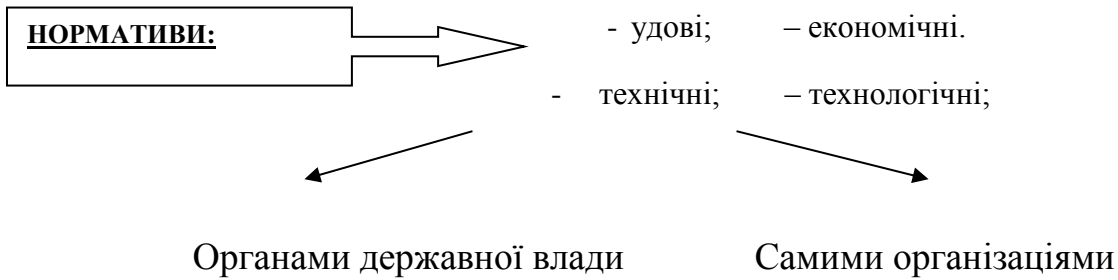 НОРМАТИВИ:
- удові; – економічні.
- технічні; – технологічні;
Органами державної влади Самими організаціями